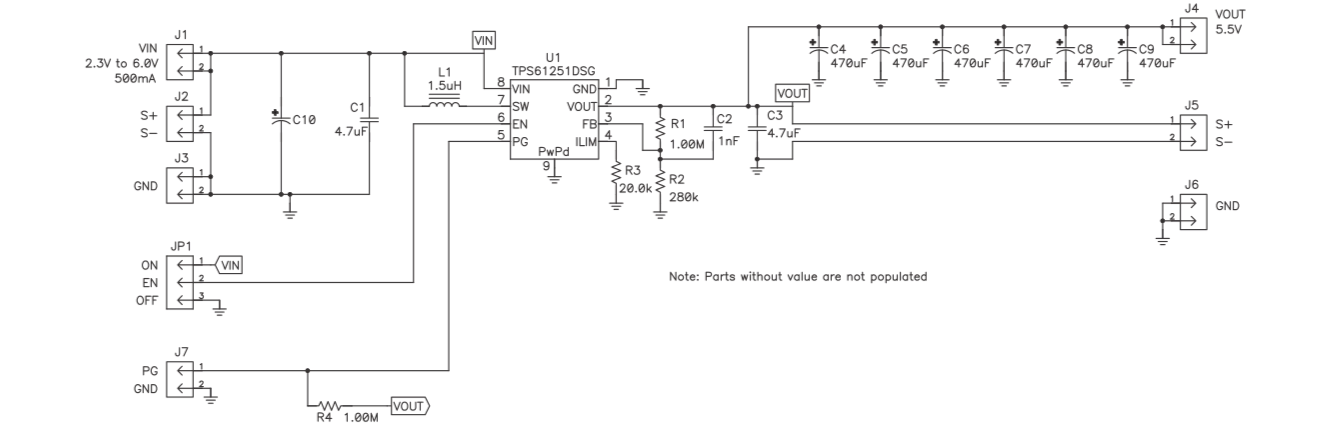 J1
VIN
2.3V to 6.0V
500mA
1
2
J2
S+
S-
1
2
J3
GND
1
2
C10
C1
4.7uF
L1
1.5uH
VIN
U1
TPS61251DSG
8 VIN
7 SW
6 EN
5 PG
GND 1
VOUT 2
FB 3
ILIM 4
PwPd
9
R3
20.0k
R1
1.00M
R2
280k
C2
1nF
C3
4.7uF
VOUT
C4
470uF
C5
470uF
C6
470uF
C7
470uF
C8
470uF
C9
470uF
J4
VOUT
5.5V
1
2
J5
1 S+
2 S-
J6
1 GND
2
JP1
ON 1 VIN
EN 2
OFF 3
Note: Parts without value are not populated
J7
PG 1
GND 2
R4 1.00M
VOUT